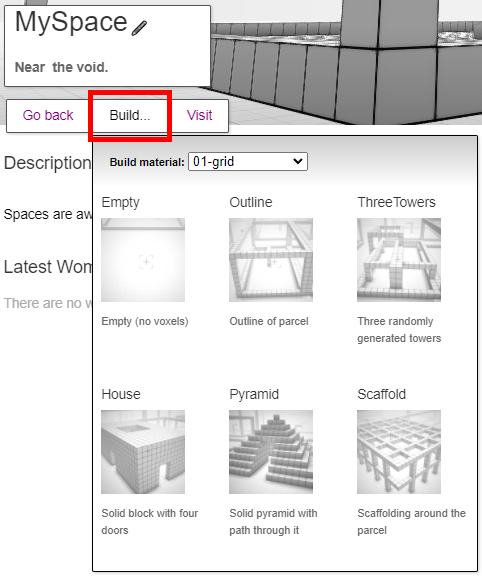 MySpace
Near the void.
Go back
Build...
Visit
Description
Build material: 01-grid
Spaces are aw
Latest Wom
There are no
Empty
Outline
ThreeTowers
Empty (no voxels)
Outline of parcel
Three randomly
generated towers
House
Pyramid
Scaffold
Solid block with four
doors
Solid pyramid with
path through it
Scaffolding around the
parcel